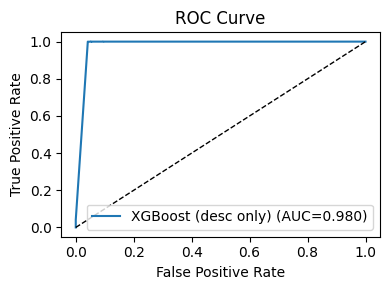 ROC Curve
1.0
0.8
0.6
0.4
0.2
0.0
True Positive Rate
XGBoost (desc only) (AUC=0.980)
0.0 0.2 0.4 0.6 0.8 1.0
False Positive Rate